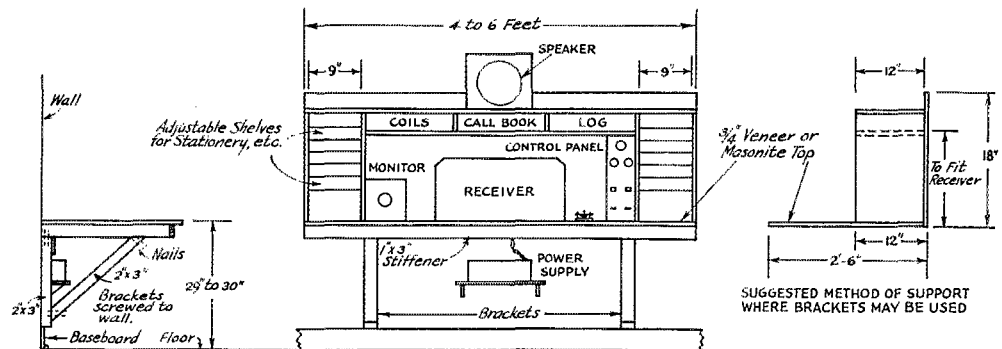 4 to 6 Feet
SPEAKER
9"
9"
12"
Wall
Adjustable Shelves
for Stationery, etc.
COILS
CALL BOOK
LOG
CONTROL PANEL
MONITOR
RECEIVER
3/4" Veneer or
Masonite Top
To Fit
Receiver
18"
Nails
2"x 3"
2"x 3"
Brackets
screwed to
wall.
29" to 30"
1"x 3"
Stiffener
POWER
SUPPLY
12"
2'-6"
Baseboard
Floor
Brackets
SUGGESTED METHOD OF SUPPORT
WHERE BRACKETS MAY BE USED